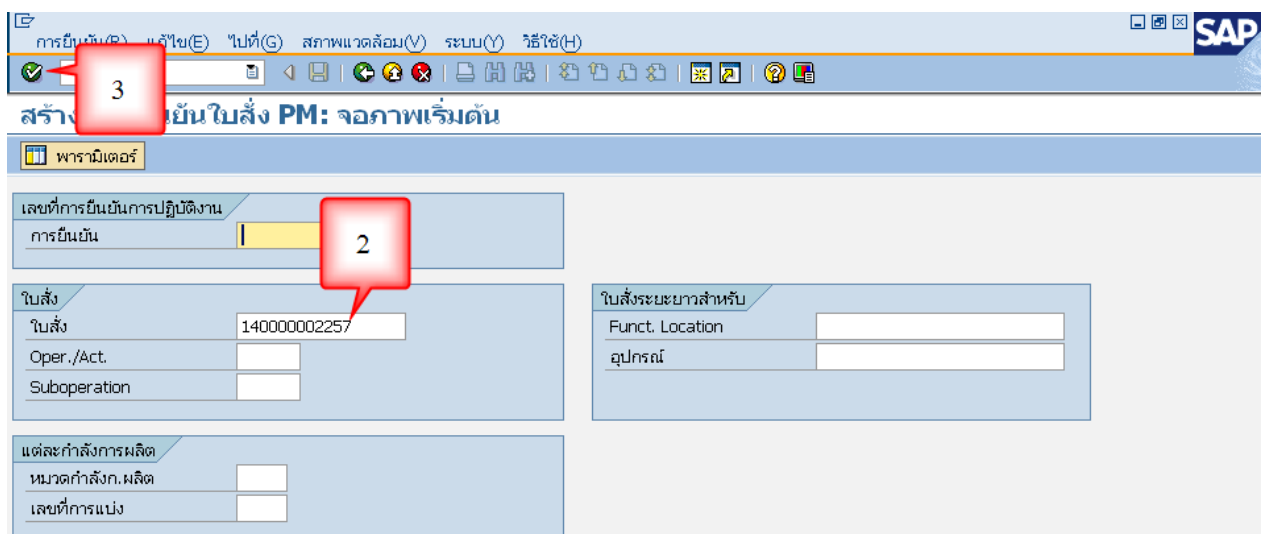 การยืนยัน(R) แก้ไข(E) ไปที่(G) สภาพแวดล้อม(V) ระบบ(Y) วิธีใช้(H)
SAP
3
สร้าง ยันใบสั่ง PM: จอภาพเริ่มต้น
พารามิเตอร์
เลขที่การยืนยันการปฏิบัติงาน
การยืนยัน
2
ใบสั่ง
ใบสั่งระยะยาวสำหรับ
ใบสั่ง 140000002257
Funct. Location
Oper./Act.
อุปกรณ์
Suboperation
แต่ละกำลังการผลิต
หมวดกำลังก.ผลิต
เลขที่การแบ่ง